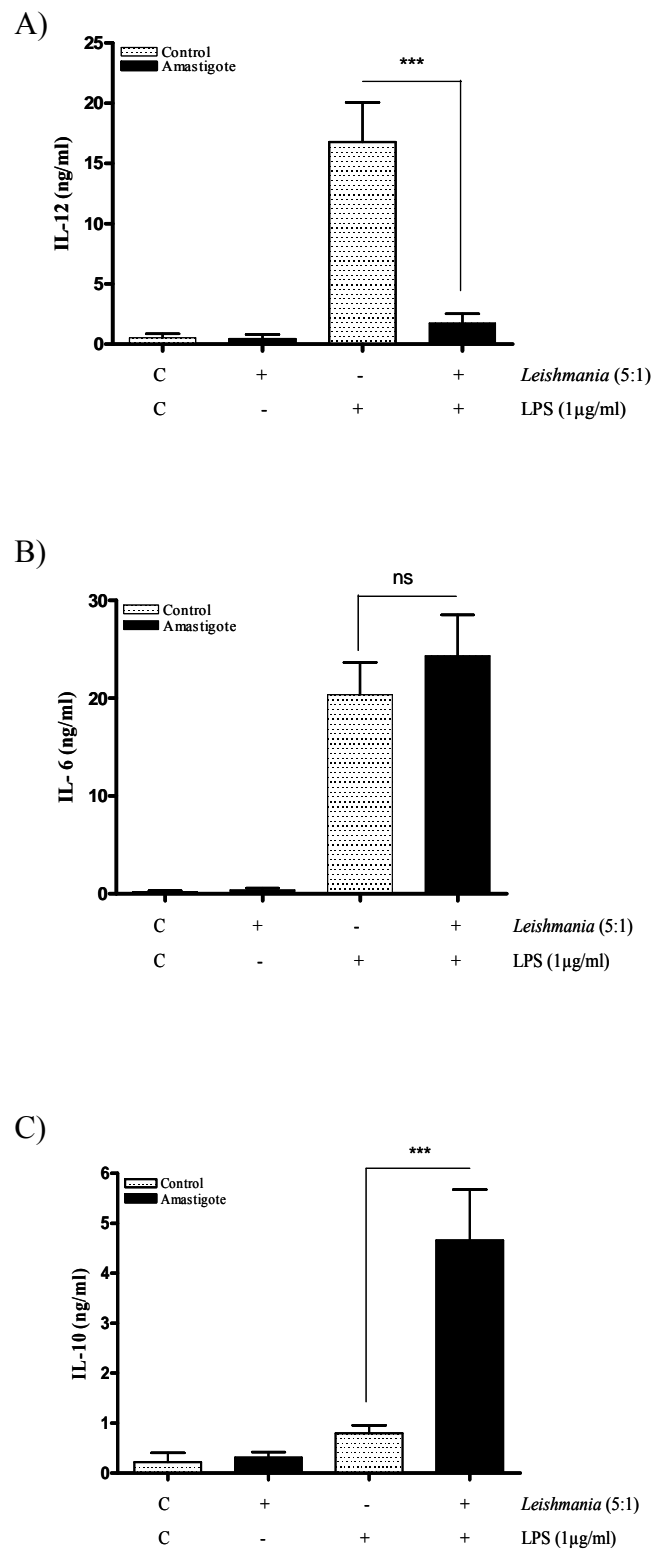 A)
25
20
15
10
5
0
IL-12 (ng/ml)
Control
Amastigote
***
C + - + Leishmania (5:1)
C - + + LPS (1µg/ml)
B)
30
20
10
0
IL- 6 (ng/ml)
Control
Amastigote
ns
C + - + Leishmania (5:1)
C - + + LPS (1µg/ml)
C)
6
5
4
3
2
1
0
IL-10 (ng/ml)
Control
Amastigote
***
C + - + Leishmania (5:1)
C - + + LPS (1µg/ml)